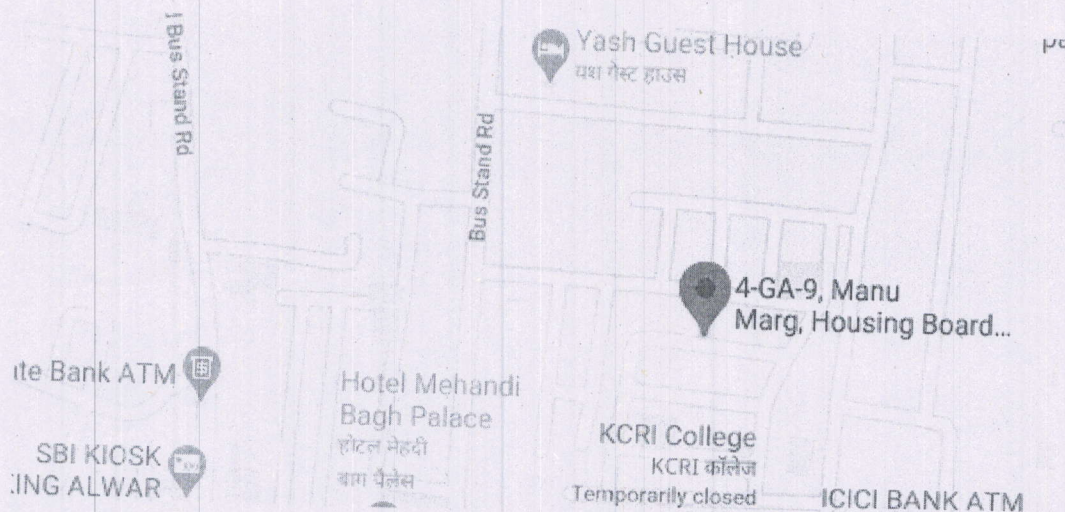 Bus Stand Rd
Yash Guest House
यश गेस्ट हाउस
Bus Stand Rd
4-GA-9, Manu
Marg, Housing Board...
ite Bank ATM
Hotel Mehandi
Bagh Palace
होटल मेहंदी
बाग पैलेस
SBI KIOSK
ING ALWAR
KCRI College
KCRI कॉलेज
Temporarily closed
ICICI BANK ATM